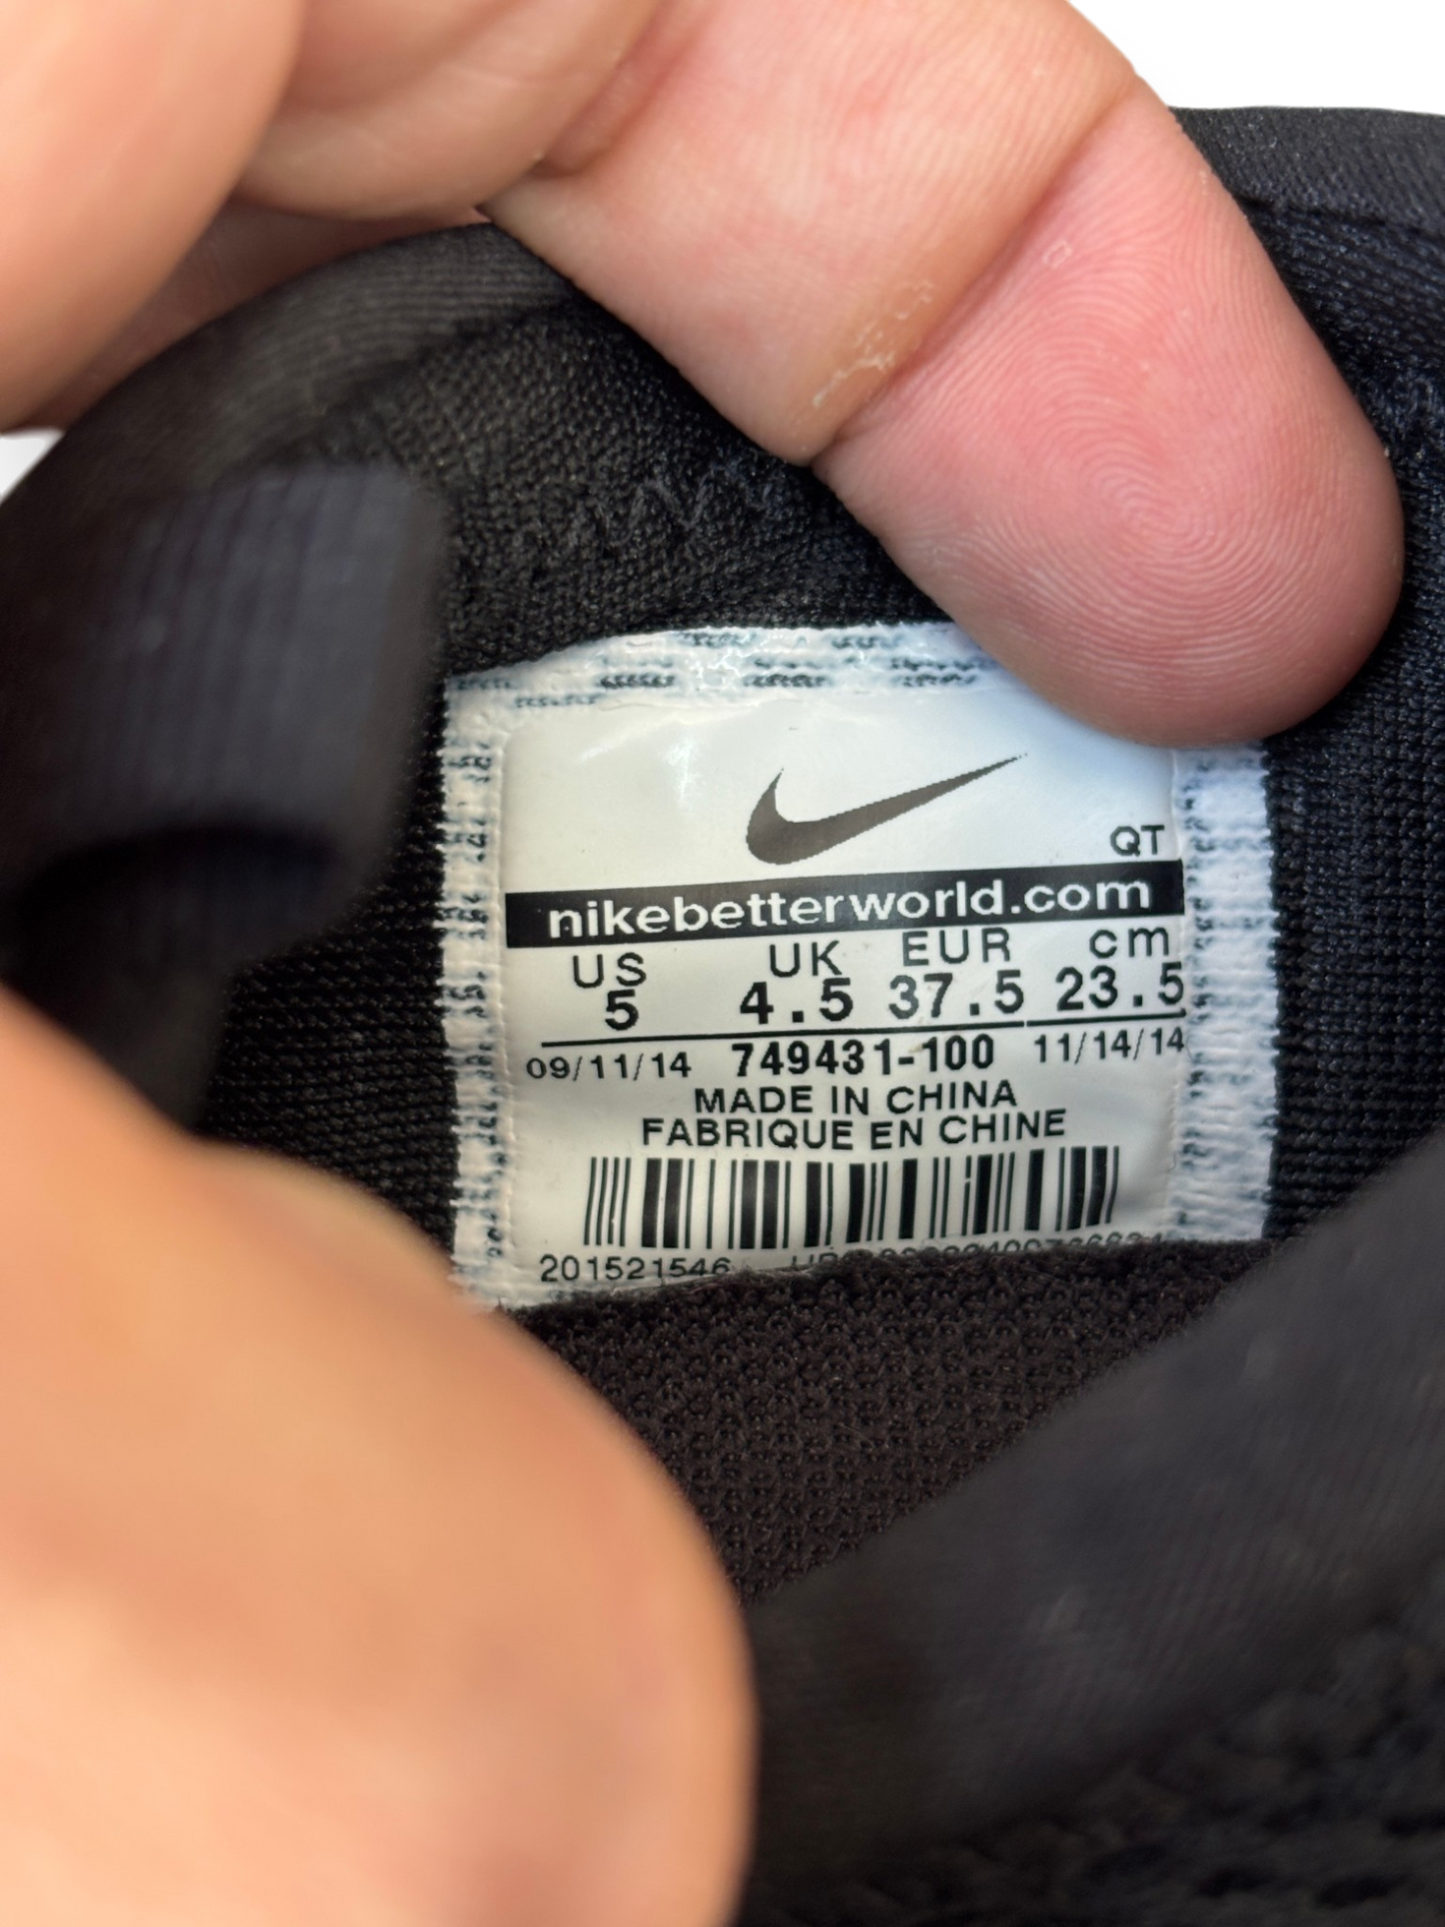 QT
nikebetterworld.com
US UK EUR cm
5 4.5 37.5 23.5
09/11/14 749431-100 11/14/14
MADE IN CHINA
FABRIQUE EN CHINE
201521546